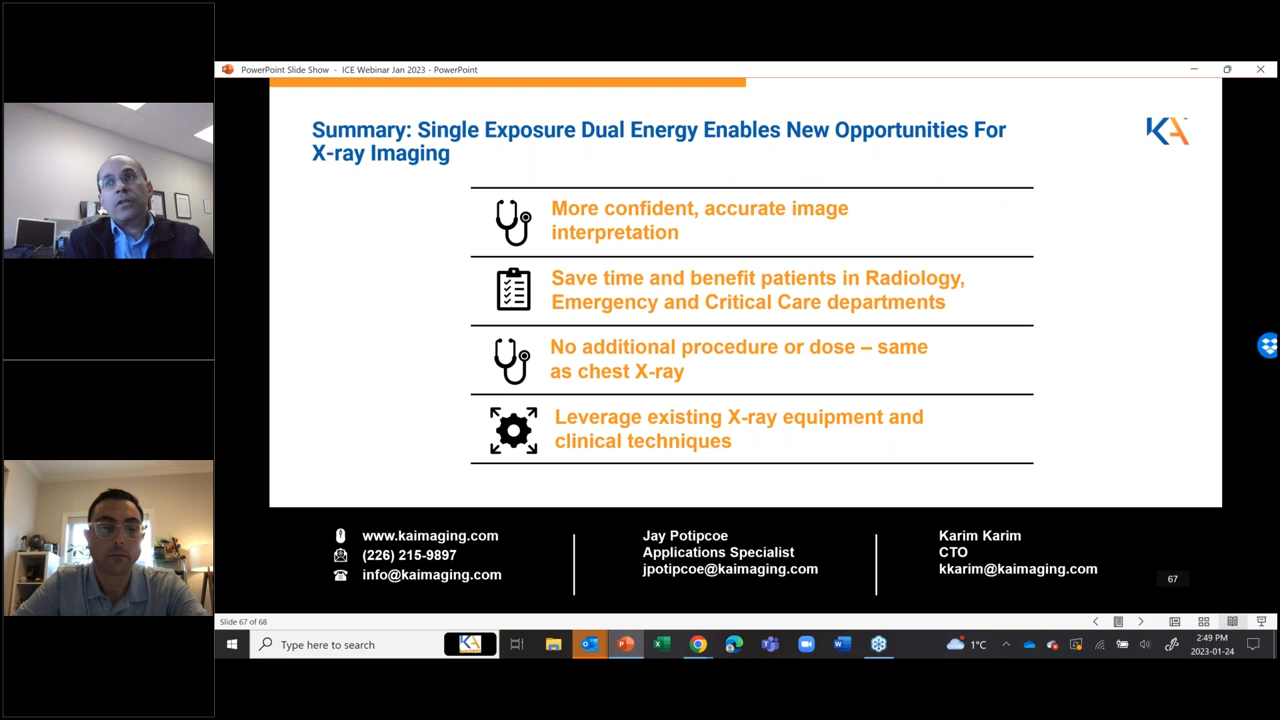 PowerPoint Slide Show - ICE Webinar Jan 2023 - PowerPoint
Summary: Single Exposure Dual Energy Enables New Opportunities For
X-ray Imaging
KA
More confident, accurate image
interpretation
Save time and benefit patients in Radiology,
Emergency and Critical Care departments
No additional procedure or dose – same
as chest X-ray
Leverage existing X-ray equipment and
clinical techniques
www.kaimaging.com
(226) 215-9897
info@kaimaging.com
Jay Potipcoe
Applications Specialist
jpotipcoe@kaimaging.com
Karim Karim
CTO
kkarim@kaimaging.com
67
Slide 67 of 68
Type here to search
KA
1°C
2:49 PM
2023-01-24